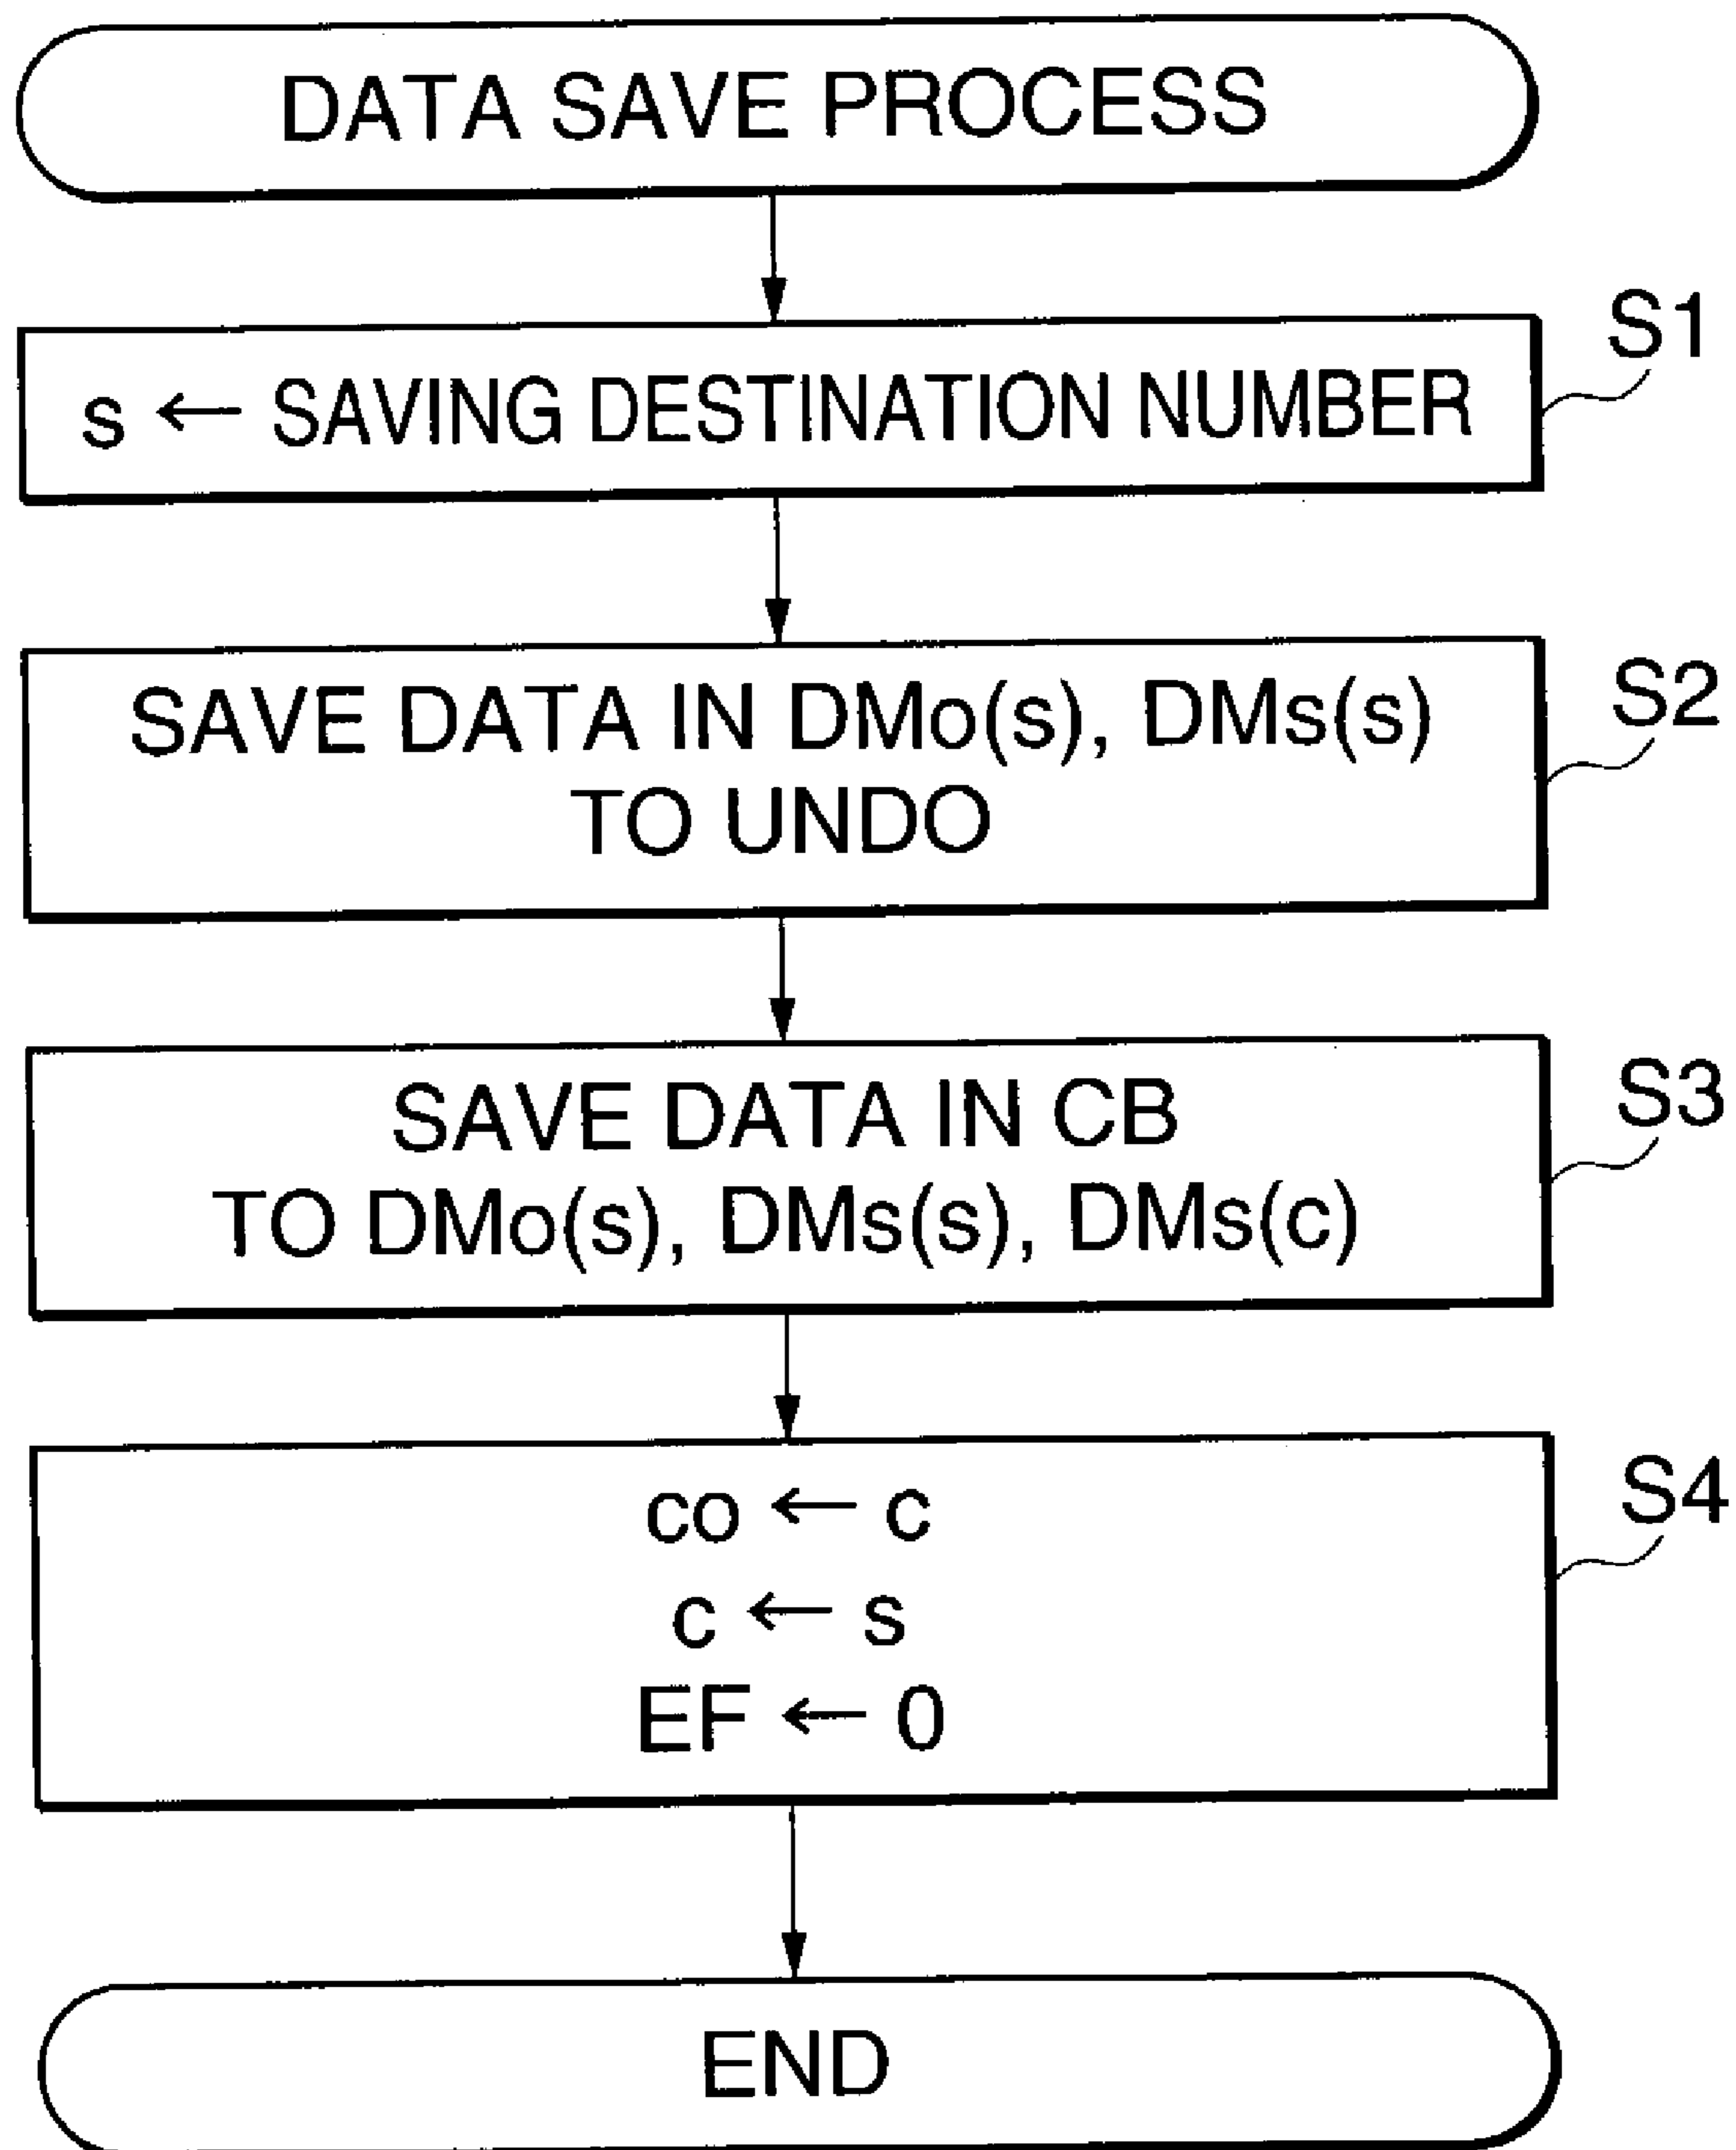 DATA SAVE PROCESS
S1
s ← SAVING DESTINATION NUMBER
S2
SAVE DATA IN DMo(s), DMs(s)
TO UNDO
S3
SAVE DATA IN CB
TO DMo(s), DMs(s), DMs(c)
S4
co ← c
c ← s
EF ← 0
END